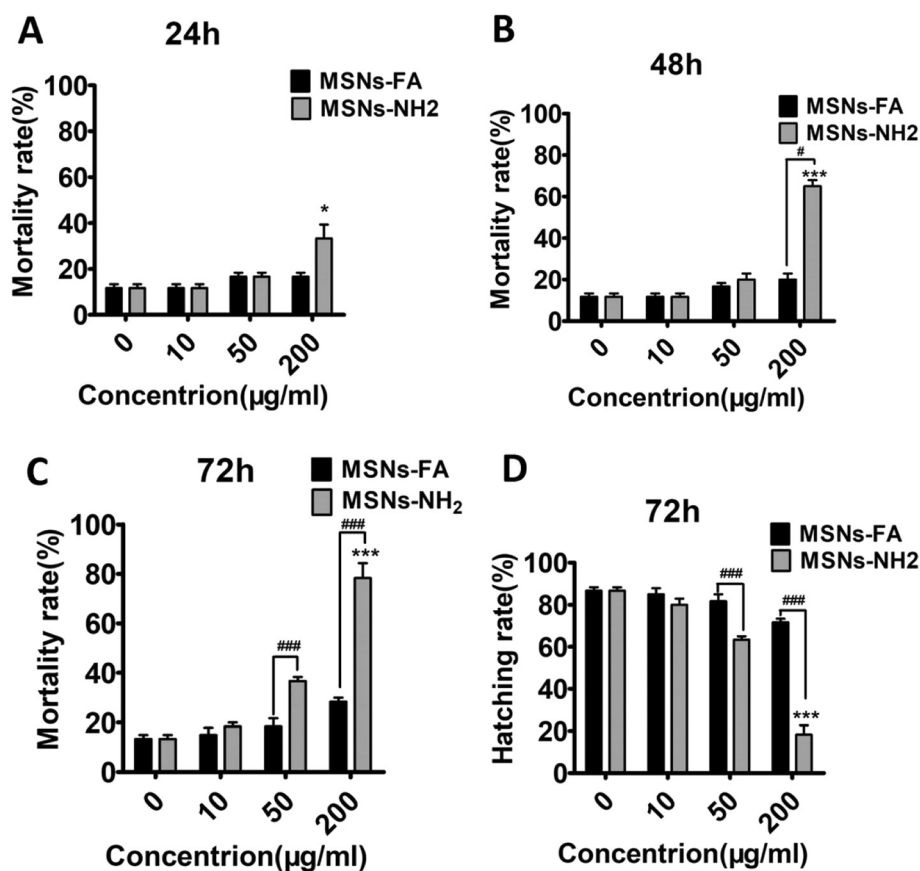 A
24h
MSNs-FA
MSNs-NH2
Mortality rate(%)
100
80
60
40
20
0
*
0 10 50 200
Concentrion(µg/ml)
B
48h
MSNs-FA
MSNs-NH2
Mortality rate(%)
100
80
60
40
20
0
#
***
0 10 50 200
Concentrion(µg/ml)
C
72h
MSNs-FA
MSNs-NH₂
Mortality rate(%)
100
80
60
40
20
0
###
###
***
0 10 50 200
Concentrion(µg/ml)
D
72h
MSNs-FA
MSNs-NH2
Hatching rate(%)
100
80
60
40
20
0
###
###
***
0 10 50 200
Concentrion(µg/ml)